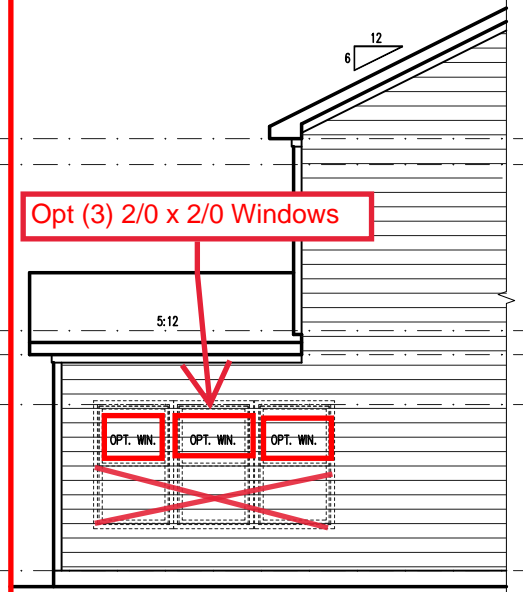 12
6
Opt (3) 2/0 x 2/0 Windows
5:12
OPT. WIN. OPT. WIN. OPT. WIN.